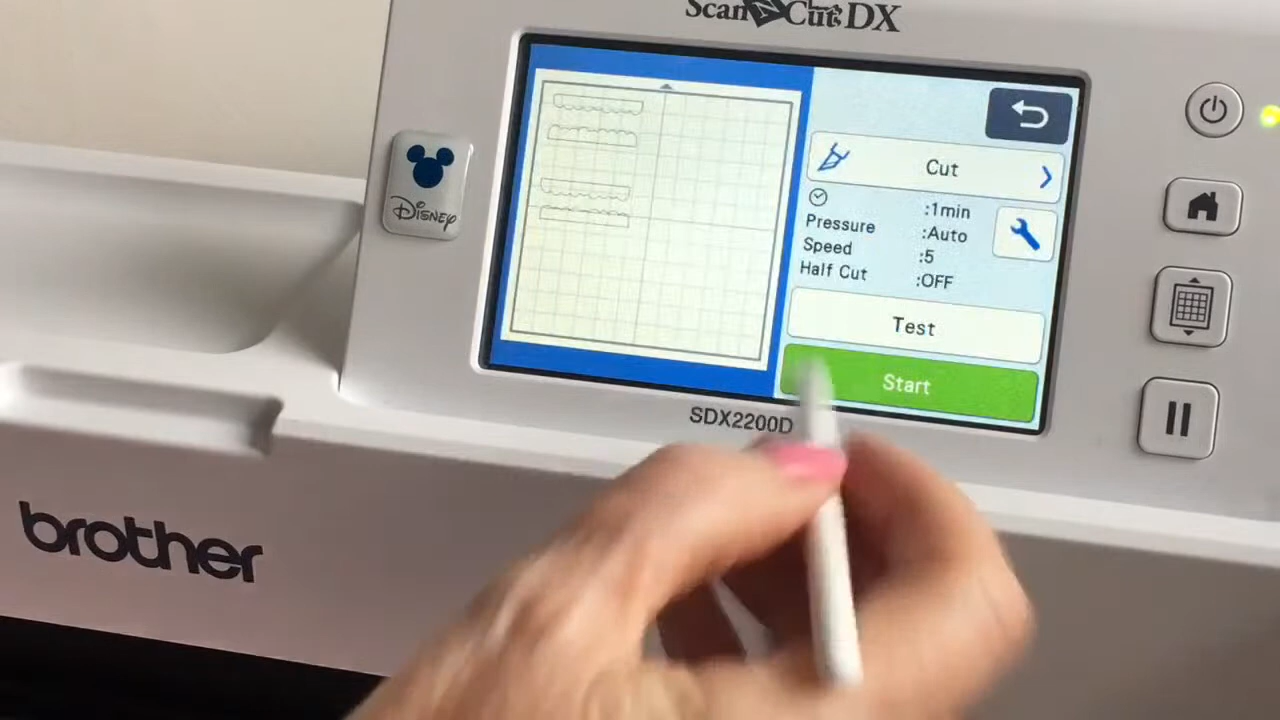 ScanNCut DX
Disney
Cut
:1min
Pressure :Auto
Speed :5
Half Cut :OFF
Test
Start
SDX2200D
brother